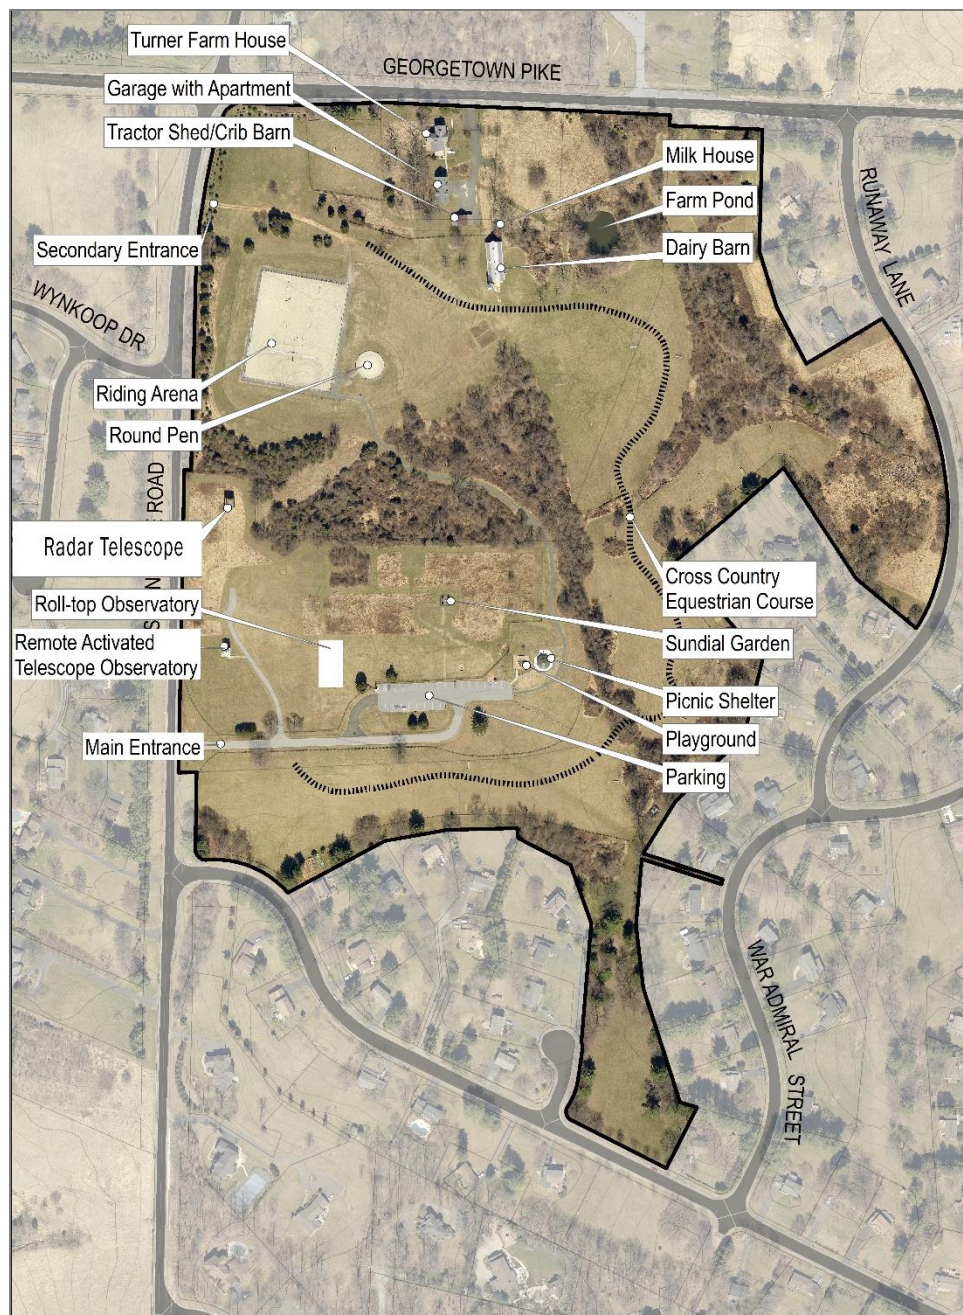 Turner Farm House
GEORGETOWN PIKE
Garage with Apartment
Tractor Shed/Crib Barn
Milk House
Farm Pond
RUNAWAY LANE
Secondary Entrance
Dairy Barn
WYNKOOP DR
Riding Arena
Round Pen
ROAD
Radar Telescope
Cross Country
Equestrian Course
Roll-top Observatory
Remote Activated
Telescope Observatory
Sundial Garden
Picnic Shelter
Main Entrance
Playground
Parking
WAR ADMIRAL STREET